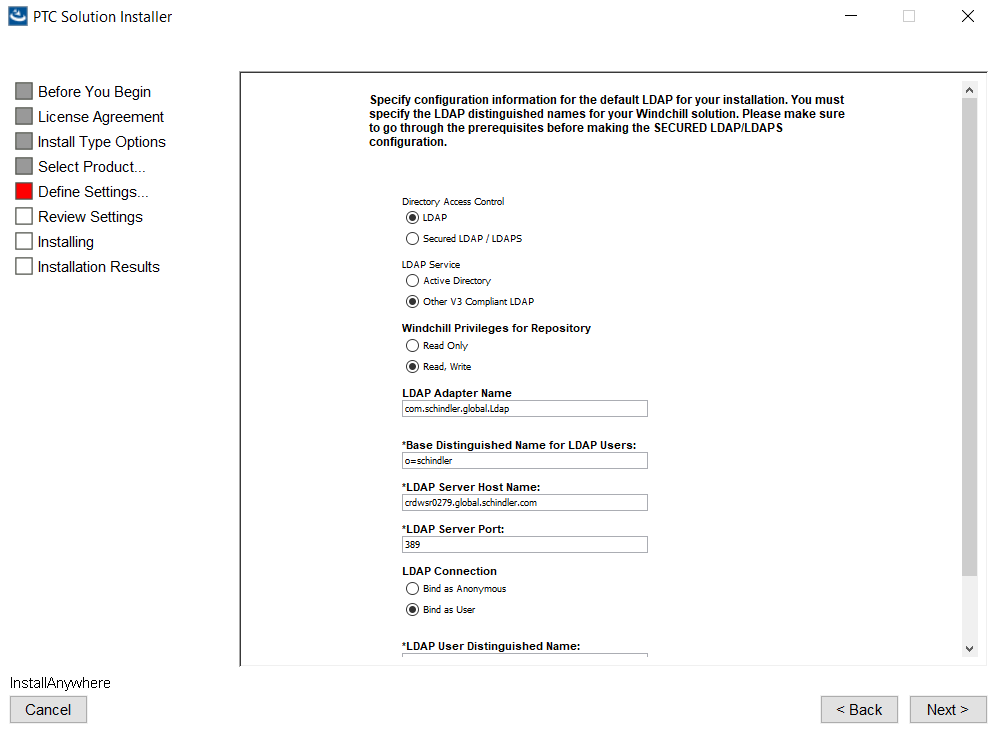 PTC Solution Installer
Before You Begin
License Agreement
Install Type Options
Select Product...
Define Settings...
Review Settings
Installing
Installation Results
Specify configuration information for the default LDAP for your installation. You must
specify the LDAP distinguished names for your Windchill solution. Please make sure
to go through the prerequisites before making the SECURED LDAP/LDAPS
configuration.
Directory Access Control
LDAP
Secured LDAP / LDAPS
LDAP Service
Active Directory
Other V3 Compliant LDAP
Windchill Privileges for Repository
Read Only
Read, Write
LDAP Adapter Name
com.schindler.global.Ldap
*Base Distinguished Name for LDAP Users:
o=schindler
*LDAP Server Host Name:
crdwsr0279.global.schindler.com
*LDAP Server Port:
389
LDAP Connection
Bind as Anonymous
Bind as User
*LDAP User Distinguished Name:
InstallAnywhere
Cancel
< Back
Next >